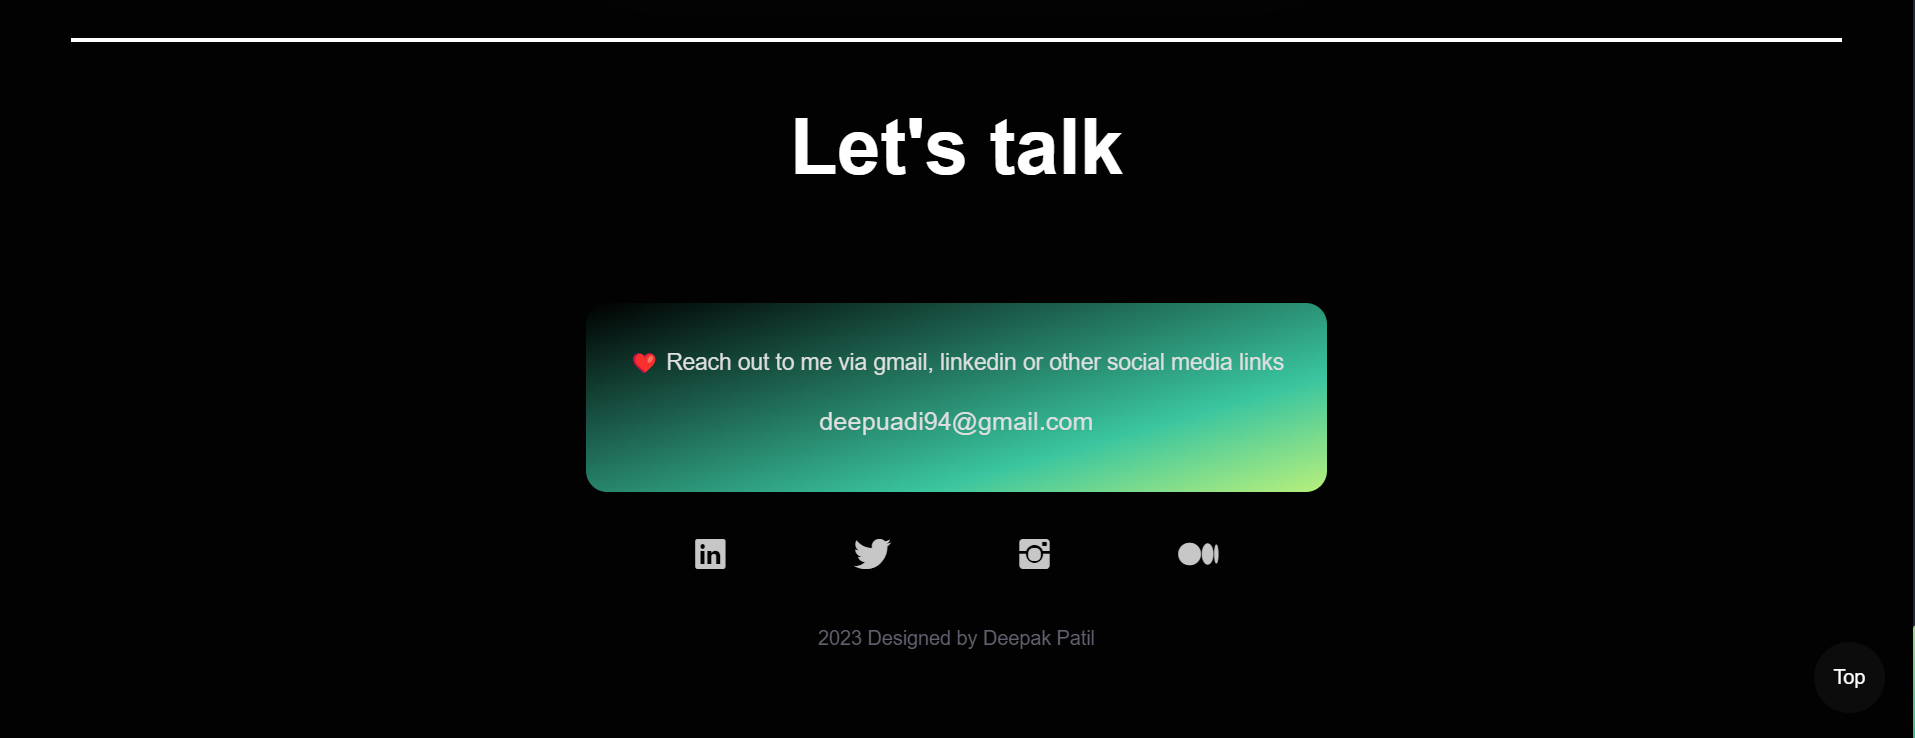 Let's talk
❤️ Reach out to me via gmail, linkedin or other social media links
deepuadi94@gmail.com
in
2023 Designed by Deepak Patil
Top